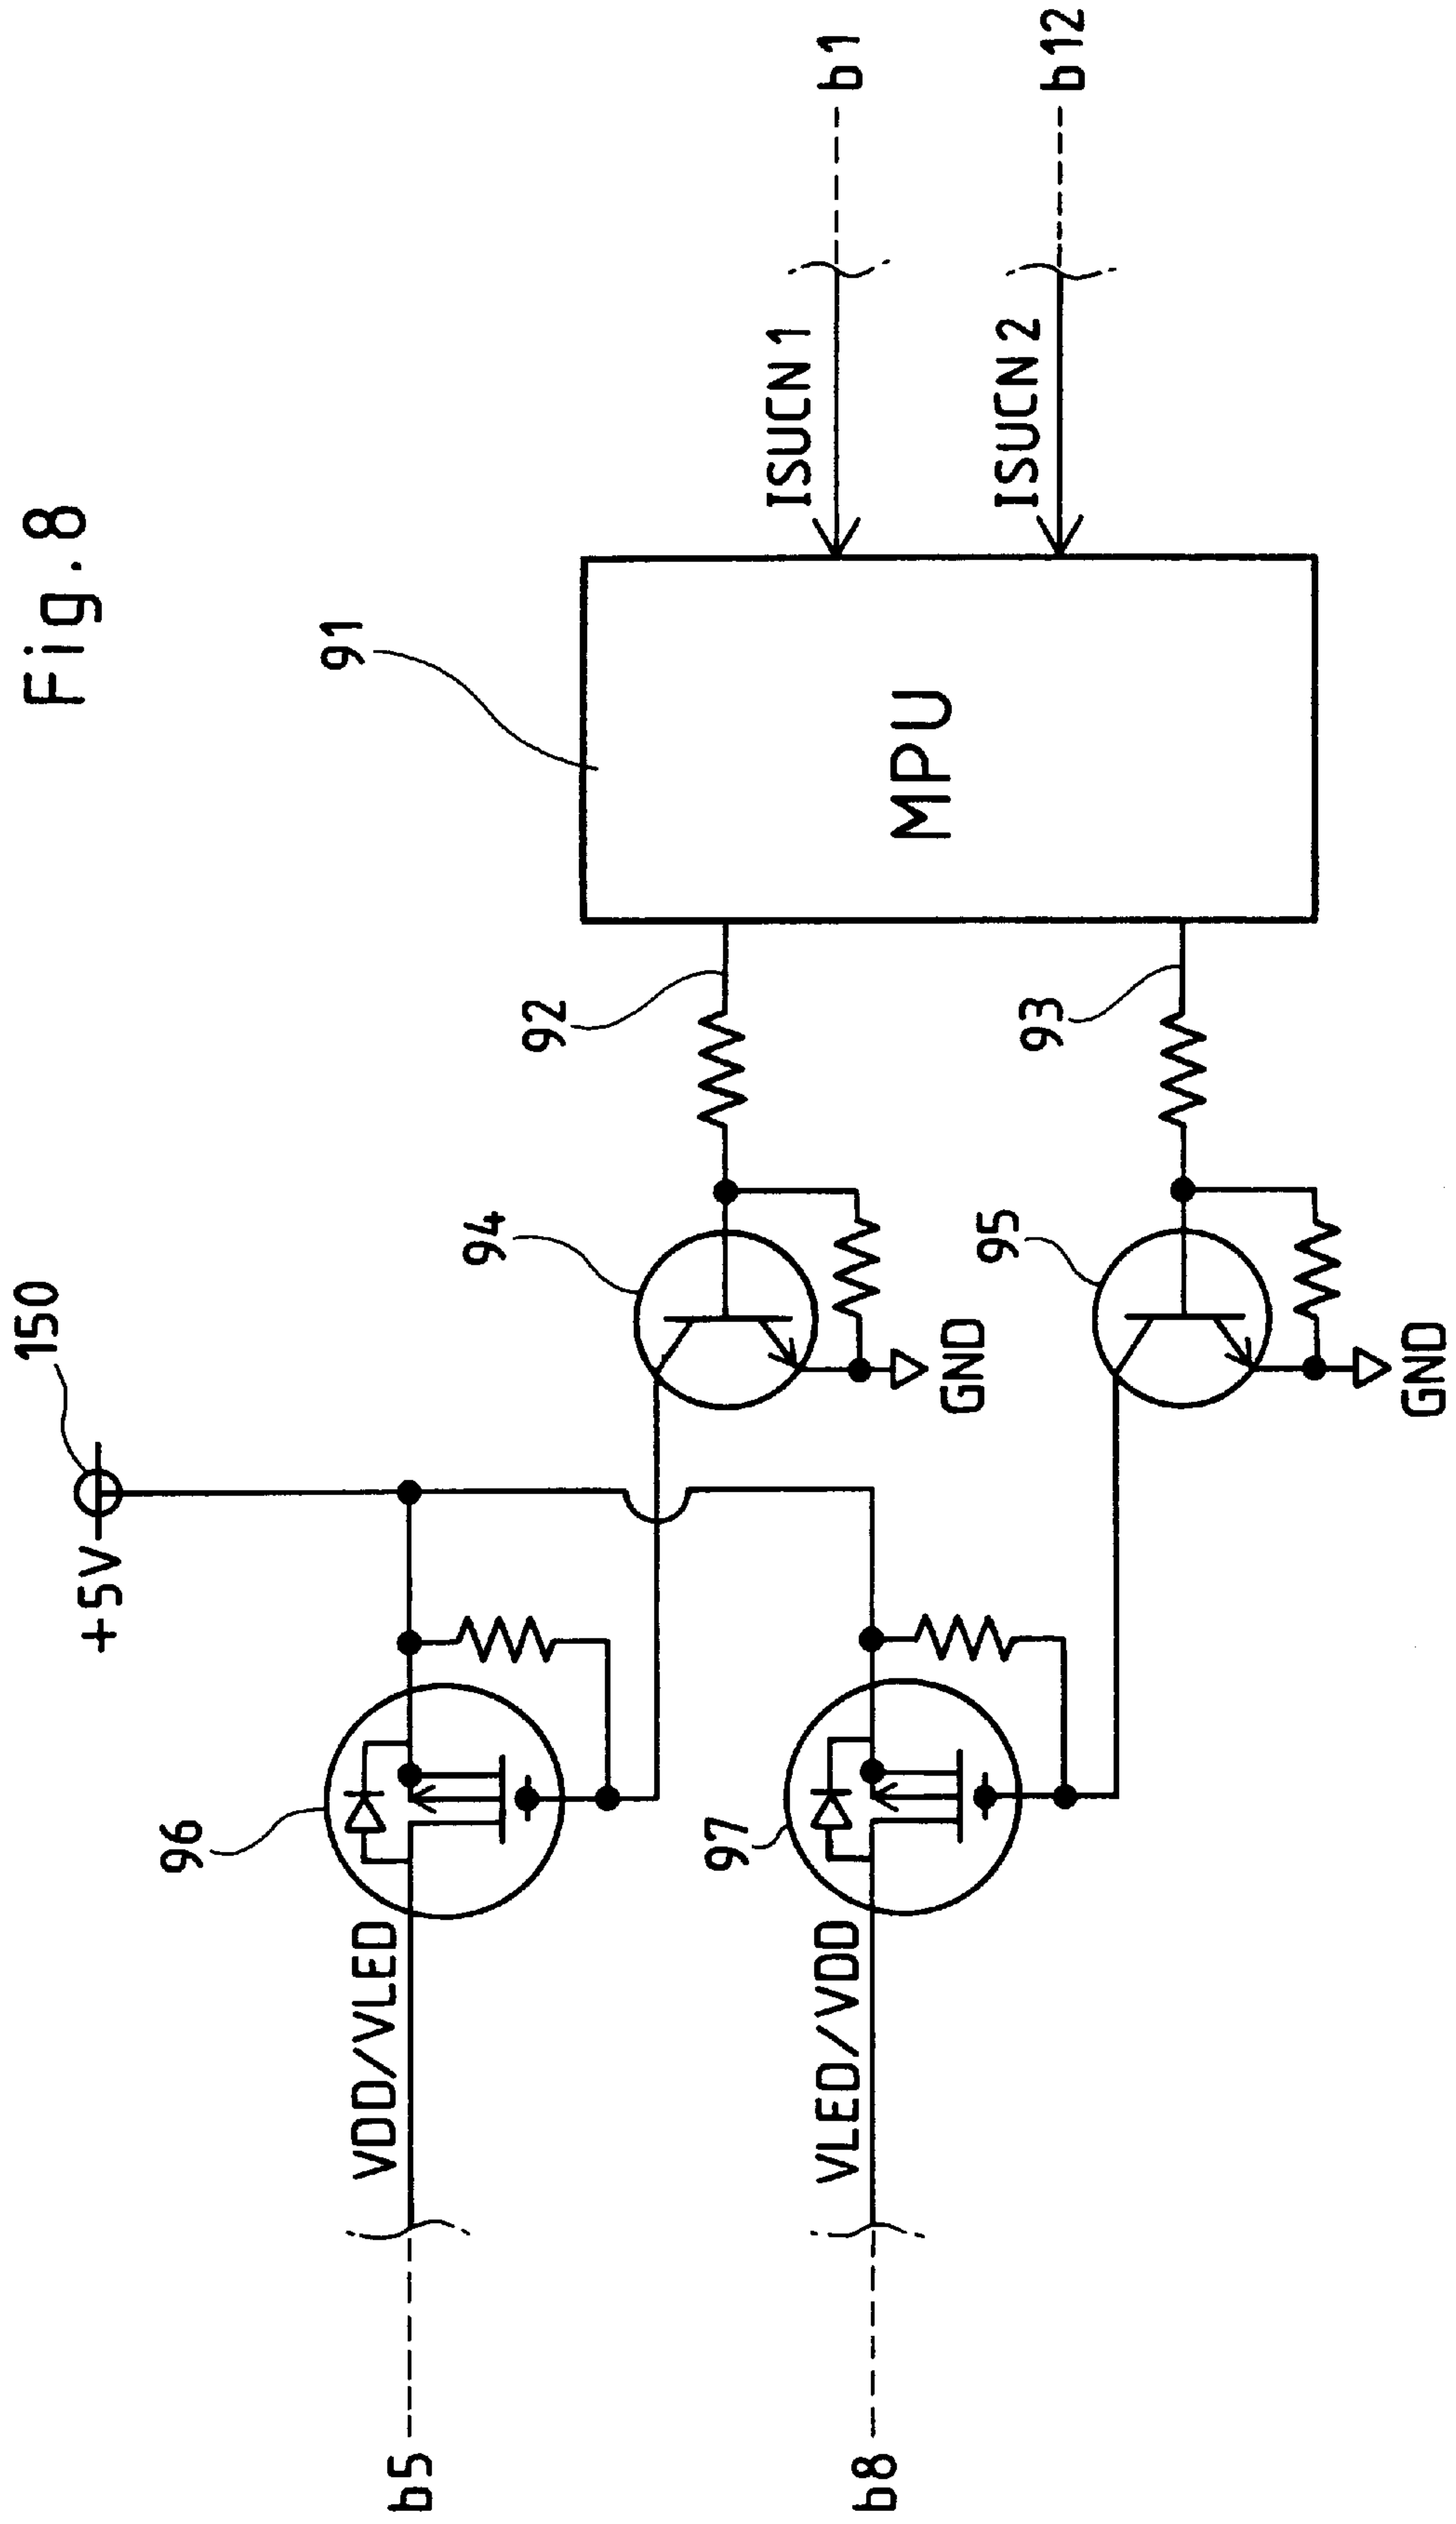 Fig.8
150
+5V
96
VDD/VLED
b5
94
92
91
GND
97
VLED/VDD
b8
95
93
GND
MPU
ISUCN1
b1
ISUCN2
b12